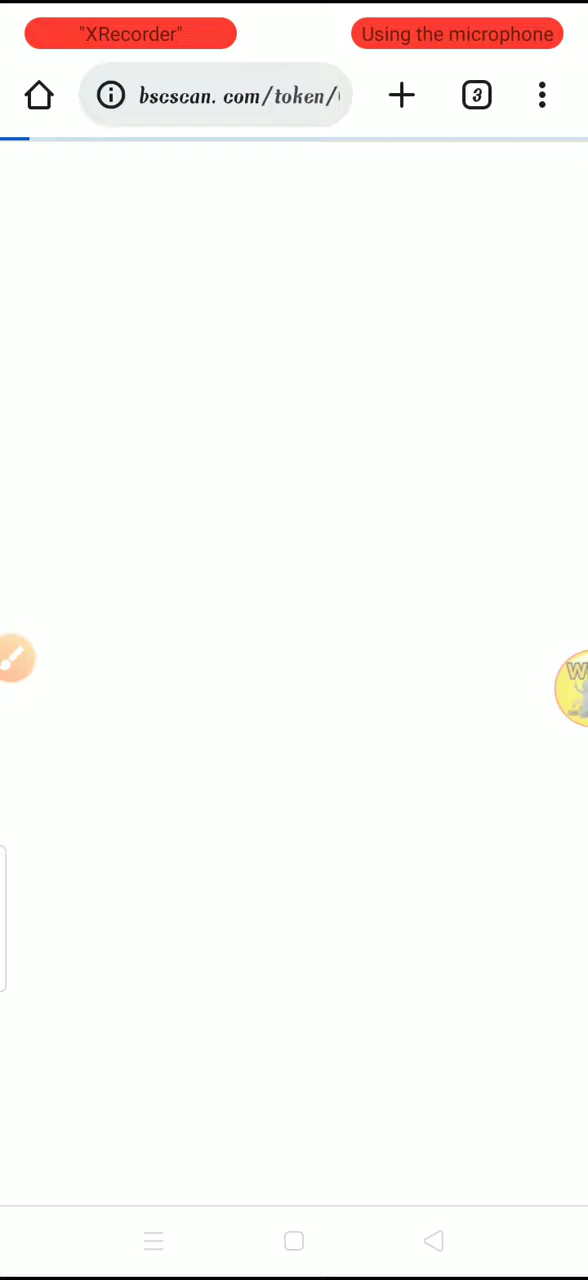 "XRecorder"
Using the microphone
bscscan. com/token/
3
W